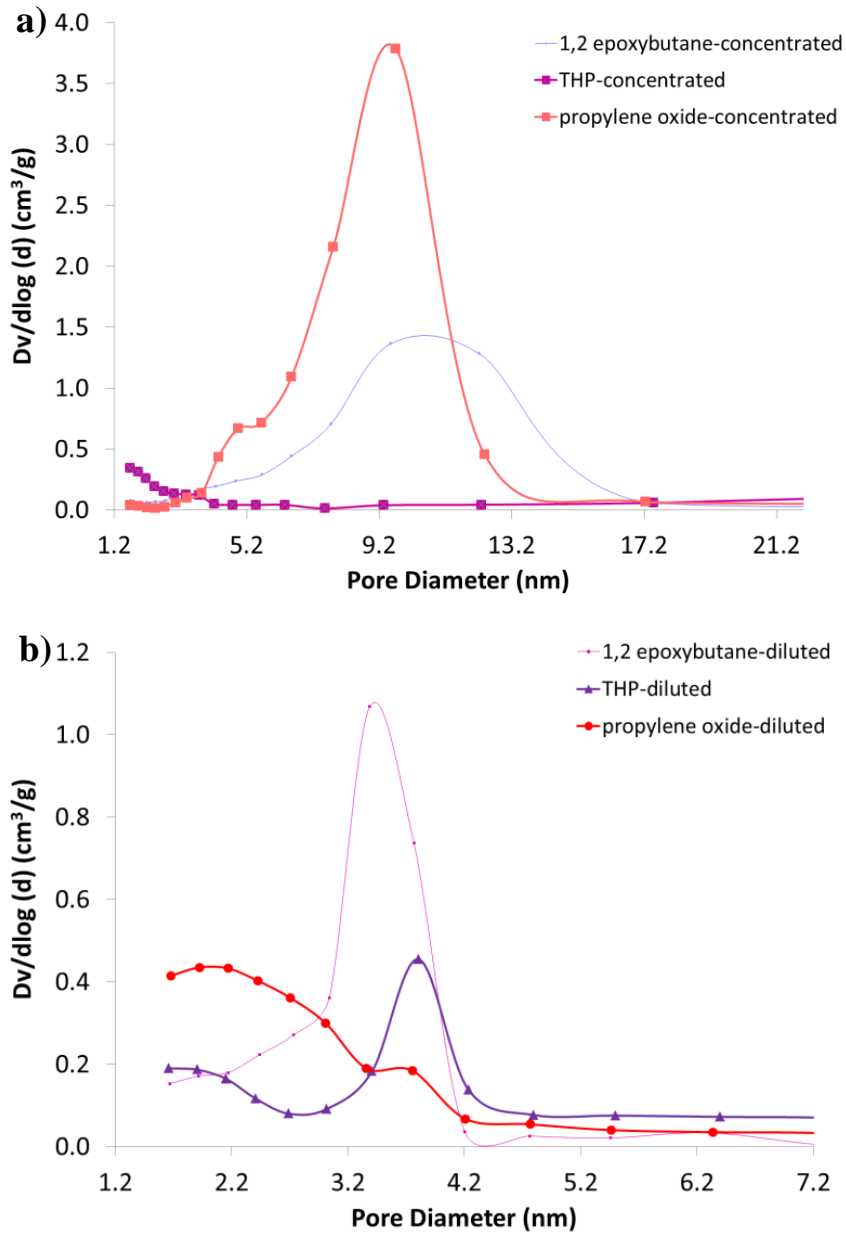 a)
4.0
3.5
3.0
2.5
2.0
1.5
1.0
0.5
0.0
Dv/dlog (d) (cm³/g)
1,2 epoxybutane-concentrated
THP-concentrated
propylene oxide-concentrated
1.2 5.2 9.2 13.2 17.2 21.2
Pore Diameter (nm)
b)
1.2
1.0
0.8
0.6
0.4
0.2
0.0
Dv/dlog (d) (cm³/g)
1,2 epoxybutane-diluted
THP-diluted
propylene oxide-diluted
1.2 2.2 3.2 4.2 5.2 6.2 7.2
Pore Diameter (nm)